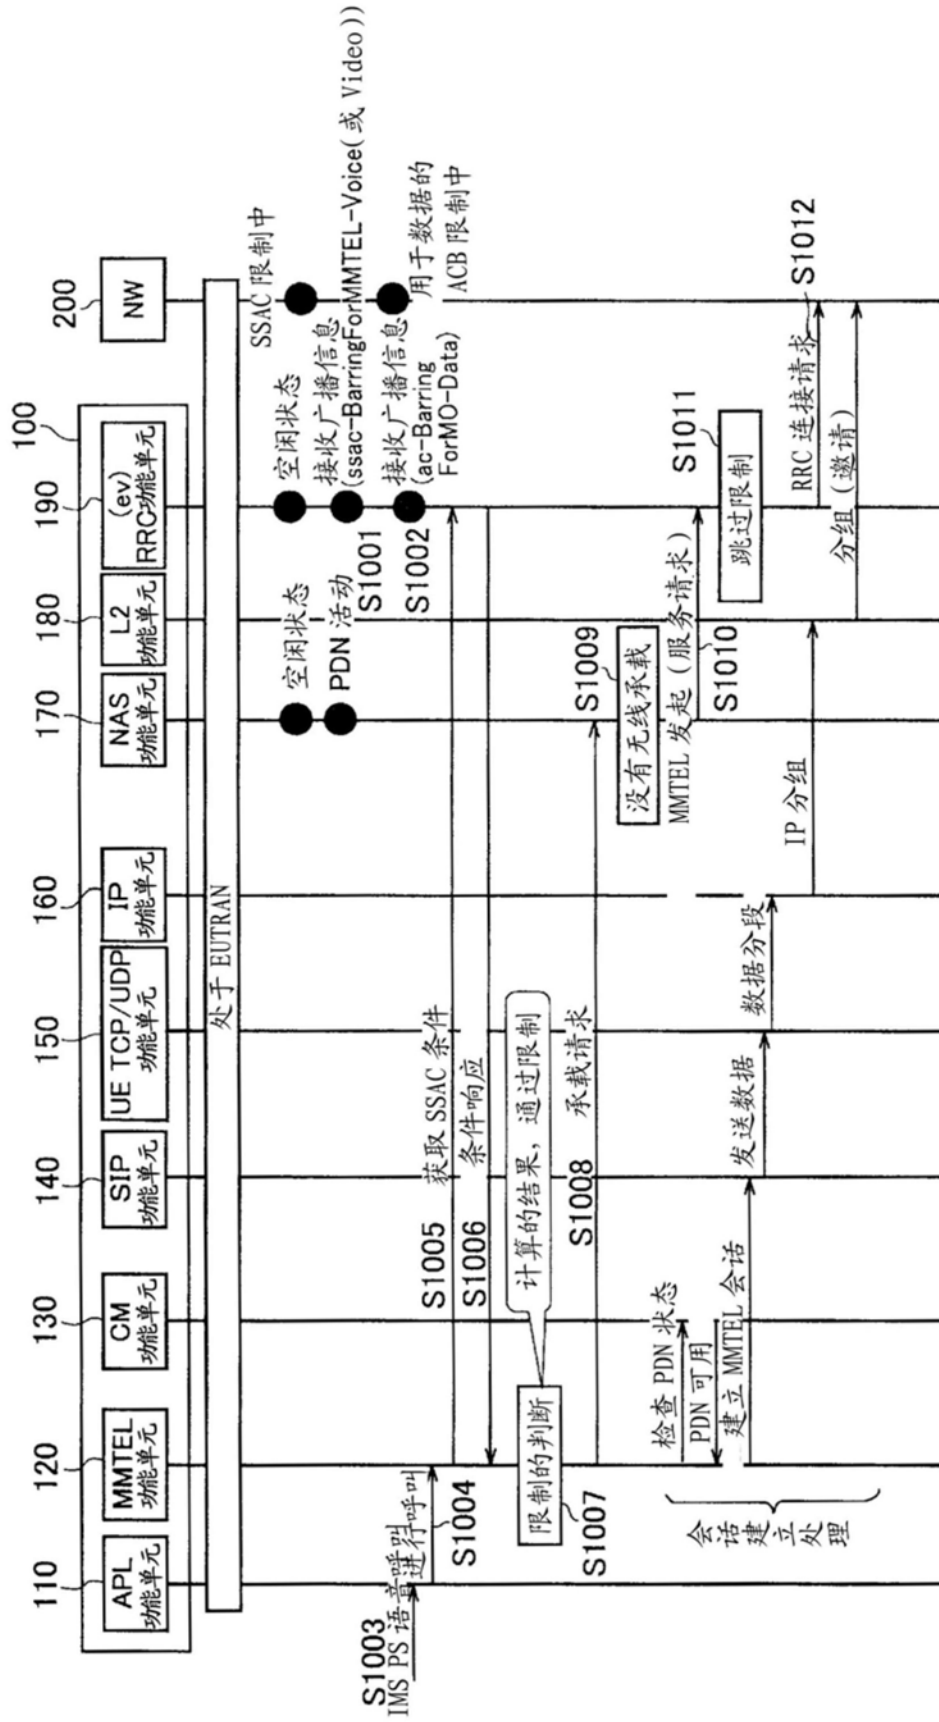 100
200
110
120
130
140
150
160
170
180
190
APL
功能单元
MMTEL
功能单元
CM
功能单元
SIP
功能单元
UE TCP/UDP
功能单元
IP
功能单元
NAS
功能单元
L2
功能单元
(ev)
RRC功能单元
NW
处于 EUTRAN
空闲状态
PDN 活动
空闲状态
接收广播信息
(ssac-BarringForMMTEL-Voice(或 Video))
S1001
接收广播信息
(ac-Barring
ForMO-Data)
S1002
SSAC 限制中
用于数据的
ACB 限制中
S1003
IMS PS 语音呼叫
进行呼叫
S1004
S1005
获取 SSAC 条件
S1006
条件响应
限制的判断
S1007
计算的结果，通过限制
S1008
承载请求
S1009
没有无线承载
MMTEL 发起 (服务请求)
S1010
S1011
跳过限制
RRC 连接请求
S1012
检查 PDN 状态
PDN 可用
建立 MMTEL 会话
发送数据
数据分段
IP 分组
分组 (邀请)
会话
建立
处理